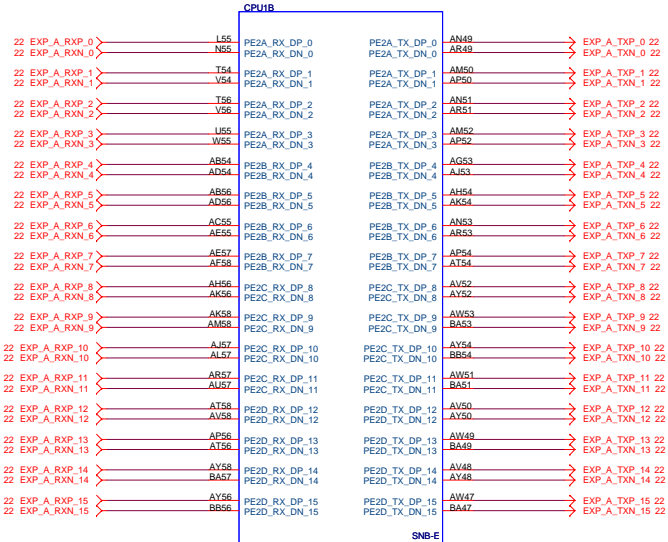 CPU1B
22 EXP_A_RXP_0 L55 PE2A_RX_DP_0 PE2A_TX_DP_0 AN49 EXP_A_TXP_0 22
22 EXP_A_RXN_0 N55 PE2A_RX_DN_0 PE2A_TX_DN_0 AR49 EXP_A_TXN_0 22
22 EXP_A_RXP_1 T54 PE2A_RX_DP_1 PE2A_TX_DP_1 AM50 EXP_A_TXP_1 22
22 EXP_A_RXN_1 V54 PE2A_RX_DN_1 PE2A_TX_DN_1 AP50 EXP_A_TXN_1 22
22 EXP_A_RXP_2 T56 PE2A_RX_DP_2 PE2A_TX_DP_2 AN51 EXP_A_TXP_2 22
22 EXP_A_RXN_2 V56 PE2A_RX_DN_2 PE2A_TX_DN_2 AR51 EXP_A_TXN_2 22
22 EXP_A_RXP_3 U55 PE2A_RX_DP_3 PE2A_TX_DP_3 AM52 EXP_A_TXP_3 22
22 EXP_A_RXN_3 W55 PE2A_RX_DN_3 PE2A_TX_DN_3 AP52 EXP_A_TXN_3 22
22 EXP_A_RXP_4 AB54 PE2B_RX_DP_4 PE2B_TX_DP_4 AG53 EXP_A_TXP_4 22
22 EXP_A_RXN_4 AD54 PE2B_RX_DN_4 PE2B_TX_DN_4 AJ53 EXP_A_TXN_4 22
22 EXP_A_RXP_5 AB56 PE2B_RX_DP_5 PE2B_TX_DP_5 AH54 EXP_A_TXP_5 22
22 EXP_A_RXN_5 AD56 PE2B_RX_DN_5 PE2B_TX_DN_5 AK54 EXP_A_TXN_5 22
22 EXP_A_RXP_6 AC55 PE2B_RX_DP_6 PE2B_TX_DP_6 AN53 EXP_A_TXP_6 22
22 EXP_A_RXN_6 AE55 PE2B_RX_DN_6 PE2B_TX_DN_6 AR53 EXP_A_TXN_6 22
22 EXP_A_RXP_7 AE57 PE2B_RX_DP_7 PE2B_TX_DP_7 AP54 EXP_A_TXP_7 22
22 EXP_A_RXN_7 AF58 PE2B_RX_DN_7 PE2B_TX_DN_7 AT54 EXP_A_TXN_7 22
22 EXP_A_RXP_8 AH56 PE2C_RX_DP_8 PE2C_TX_DP_8 AV52 EXP_A_TXP_8 22
22 EXP_A_RXN_8 AK56 PE2C_RX_DN_8 PE2C_TX_DN_8 AY52 EXP_A_TXN_8 22
22 EXP_A_RXP_9 AK58 PE2C_RX_DP_9 PE2C_TX_DP_9 AW53 EXP_A_TXP_9 22
22 EXP_A_RXN_9 AM58 PE2C_RX_DN_9 PE2C_TX_DN_9 BA53 EXP_A_TXN_9 22
22 EXP_A_RXP_10 AJ57 PE2C_RX_DP_10 PE2C_TX_DP_10 AY54 EXP_A_TXP_10 22
22 EXP_A_RXN_10 AL57 PE2C_RX_DN_10 PE2C_TX_DN_10 BB54 EXP_A_TXN_10 22
22 EXP_A_RXP_11 AR57 PE2C_RX_DP_11 PE2C_TX_DP_11 AW51 EXP_A_TXP_11 22
22 EXP_A_RXN_11 AU57 PE2C_RX_DN_11 PE2C_TX_DN_11 BA51 EXP_A_TXN_11 22
22 EXP_A_RXP_12 AT58 PE2D_RX_DP_12 PE2D_TX_DP_12 AV50 EXP_A_TXP_12 22
22 EXP_A_RXN_12 AV58 PE2D_RX_DN_12 PE2D_TX_DN_12 AY50 EXP_A_TXN_12 22
22 EXP_A_RXP_13 AP56 PE2D_RX_DP_13 PE2D_TX_DP_13 AW49 EXP_A_TXP_13 22
22 EXP_A_RXN_13 AT56 PE2D_RX_DN_13 PE2D_TX_DN_13 BA49 EXP_A_TXN_13 22
22 EXP_A_RXP_14 AY58 PE2D_RX_DP_14 PE2D_TX_DP_14 AV48 EXP_A_TXP_14 22
22 EXP_A_RXN_14 BA57 PE2D_RX_DN_14 PE2D_TX_DN_14 AY48 EXP_A_TXN_14 22
22 EXP_A_RXP_15 AY56 PE2D_RX_DP_15 PE2D_TX_DP_15 AW47 EXP_A_TXP_15 22
22 EXP_A_RXN_15 BB56 PE2D_RX_DN_15 PE2D_TX_DN_15 BA47 EXP_A_TXN_15 22
SNB-E